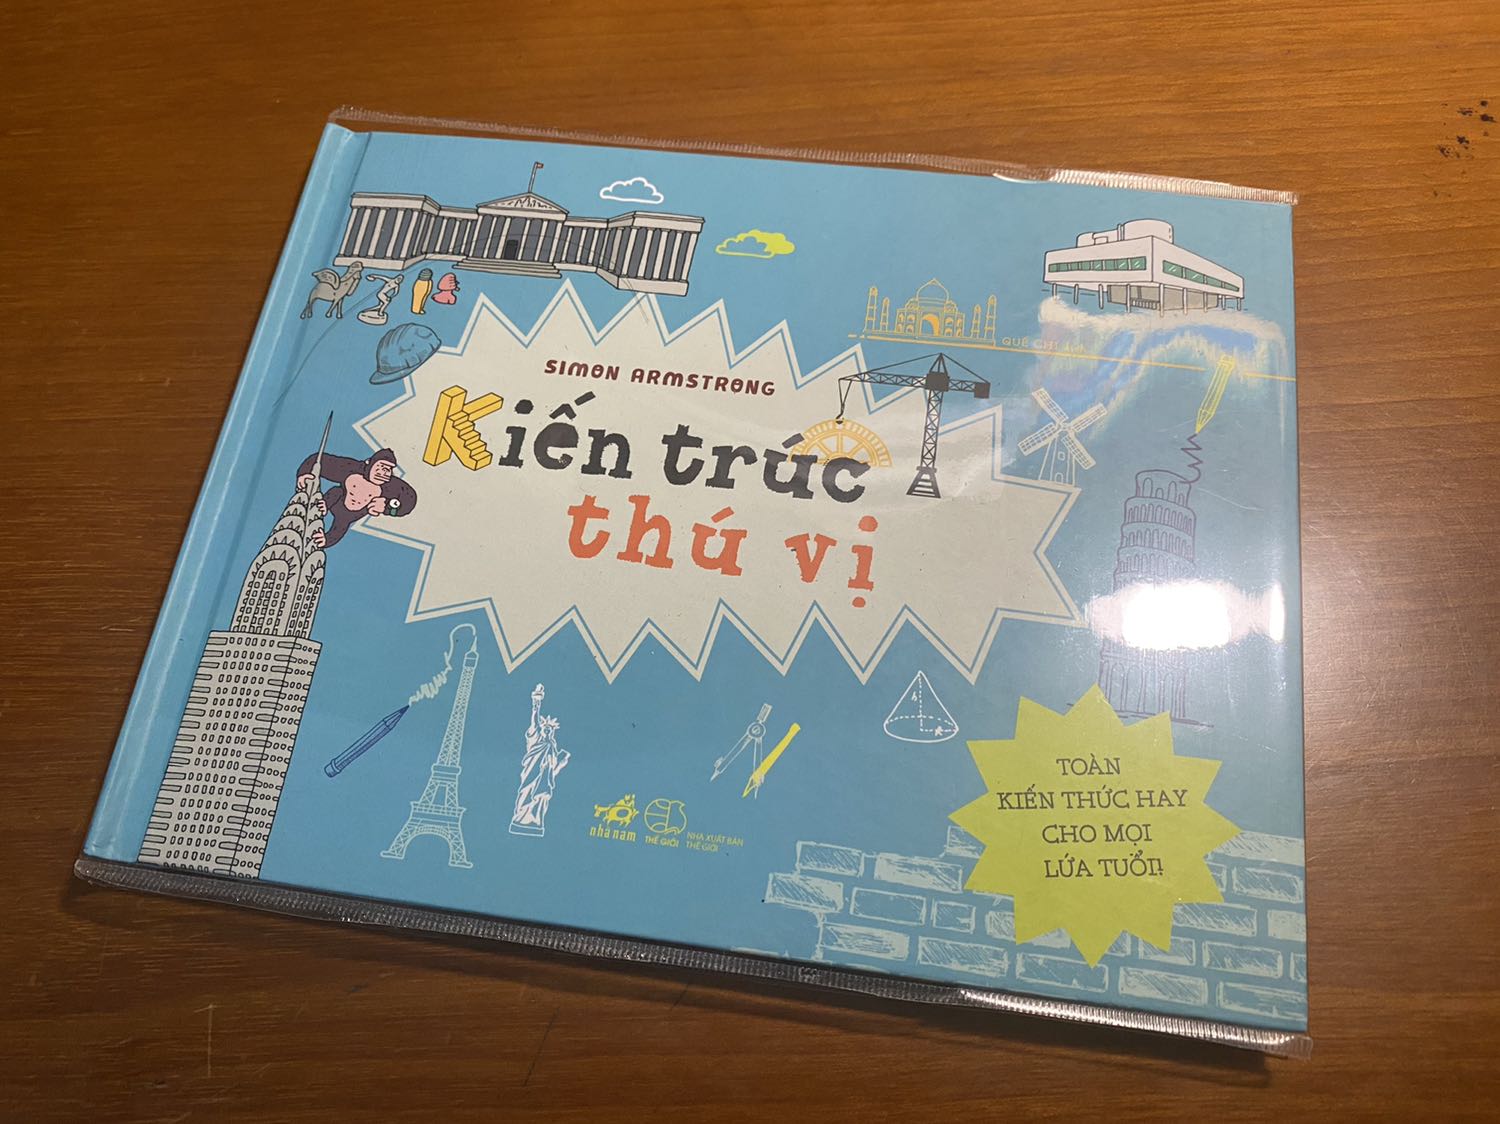 SIMON ARMSTRONG
Kiến trúc
thú vị
TOÀN
KIẾN THỨC HAY
CHO MỌI
LỨA TUỔI!
nhã nam
THẾ GIỚI
NHÀ XUẤT BẢN
THẾ GIỚI
h
R